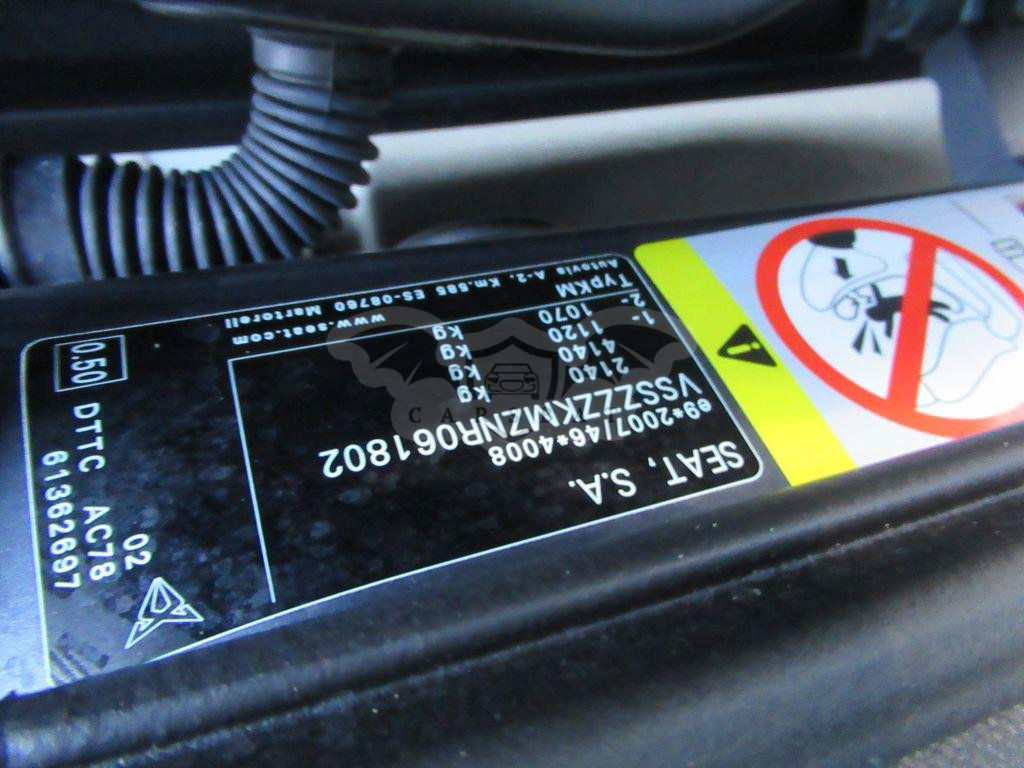 SEAT, S.A.
e9*2007/46*4008
VSSZZZKMZNR061802
2140 kg
4140 kg
1- 1120 kg
2- 1070 kg
TypKM
Autovia A-2, Km.585 ES-08760 Martorell
www.seat.com
0.50 DTTC AC78 02
61362697